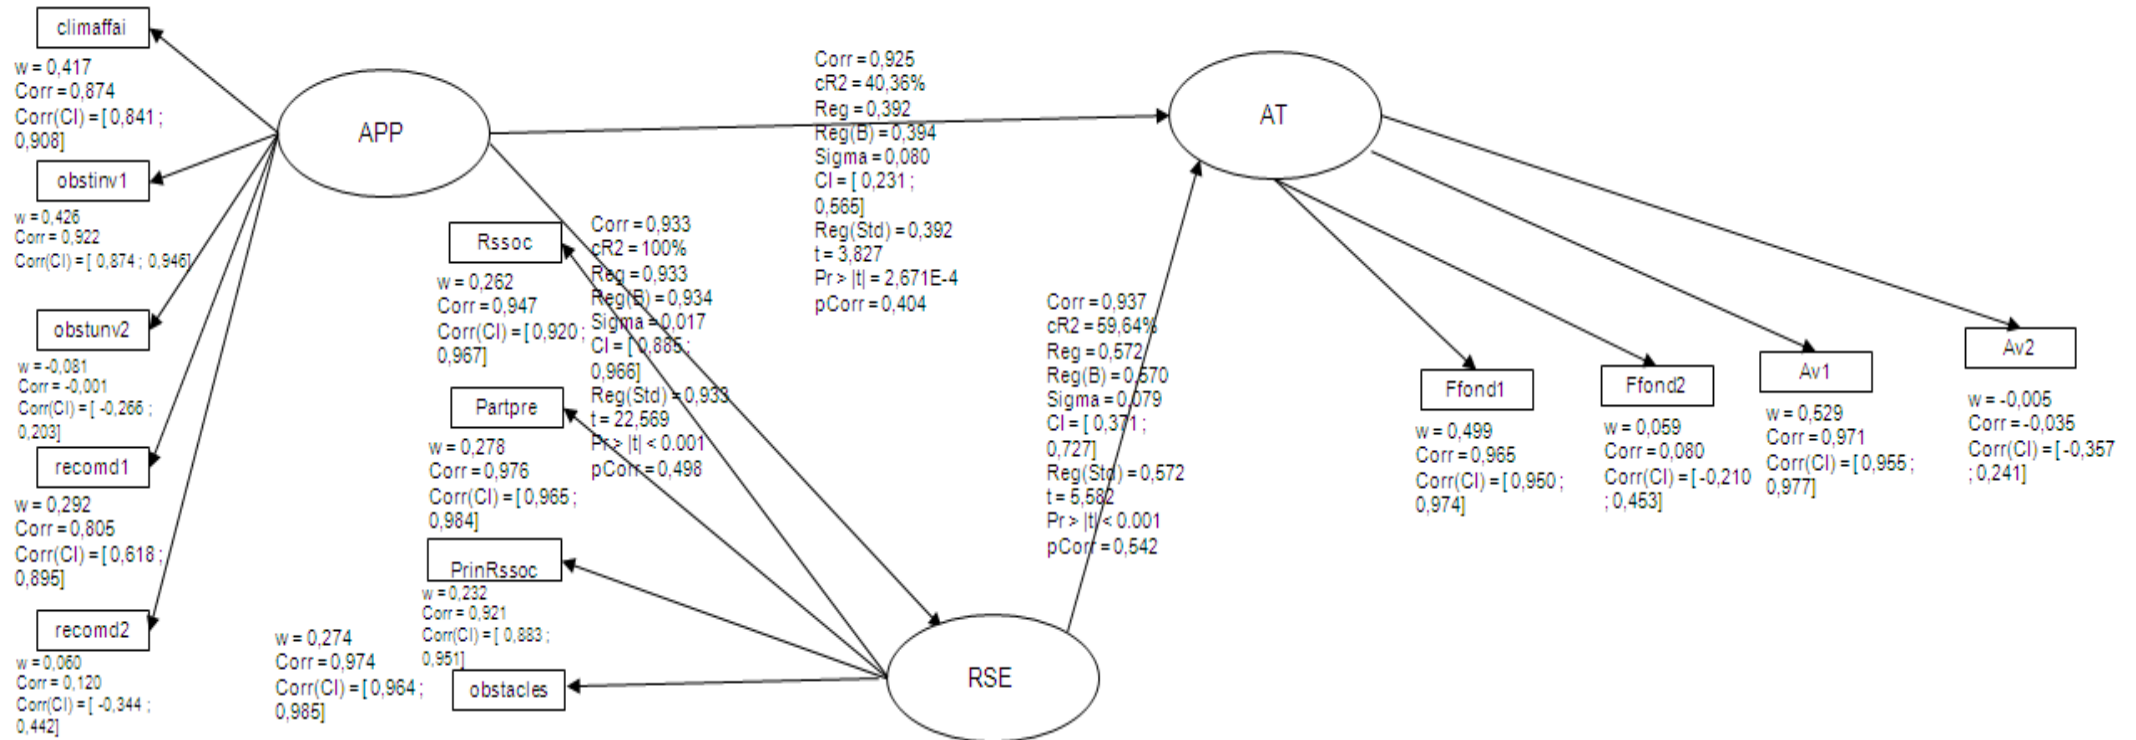 climaffai
w = 0,417
Corr = 0,874
Corr(CI) = [ 0,841 ;
0,908]
obstinv1
w = 0,426
Corr = 0,922
Corr(CI) = [ 0,874 ; 0,946]
obstunv2
w = -0,081
Corr = -0,001
Corr(CI) = [ -0,266 ;
0,203]
recomd1
w = 0,292
Corr = 0,805
Corr(CI) = [ 0,618 ;
0,895]
recomd2
w = 0,060
Corr = 0,120
Corr(CI) = [ -0,344 ;
0,442]
APP
Rssoc
w = 0,262
Corr = 0,947
Corr(CI) = [ 0,920 ;
0,967]
Partpre
w = 0,278
Corr = 0,976
Corr(CI) = [ 0,965 ;
0,984]
PrinRssoc
w = 0,232
Corr = 0,921
Corr(CI) = [ 0,883 ;
0,951]
obstacles
w = 0,274
Corr = 0,974
Corr(CI) = [ 0,964 ;
0,985]
Corr = 0,933
cR2 = 100%
Reg = 0,933
Reg(B) = 0,934
Sigma = 0,017
CI = [ 0,885 ;
0,966]
Reg(Std) = 0,933
t = 22,569
Pr > |t| < 0.001
pCorr = 0,498
Corr = 0,925
cR2 = 40,36%
Reg = 0,392
Reg(B) = 0,394
Sigma = 0,080
CI = [ 0,231 ;
0,565]
Reg(Std) = 0,392
t = 3,827
Pr > |t| = 2,671E-4
pCorr = 0,404
RSE
Corr = 0,937
cR2 = 59,64%
Reg = 0,572
Reg(B) = 0,570
Sigma = 0,079
CI = [ 0,371 ;
0,727]
Reg(Std) = 0,572
t = 5,582
Pr > |t| < 0.001
pCorr = 0,542
AT
Ffond1
w = 0,499
Corr = 0,965
Corr(CI) = [ 0,950 ;
0,974]
Ffond2
w = 0,059
Corr = 0,080
Corr(CI) = [ -0,210
; 0,453]
Av1
w = 0,529
Corr = 0,971
Corr(CI) = [ 0,955 ;
0,977]
Av2
w = -0,005
Corr = -0,035
Corr(CI) = [ -0,357
; 0,241]